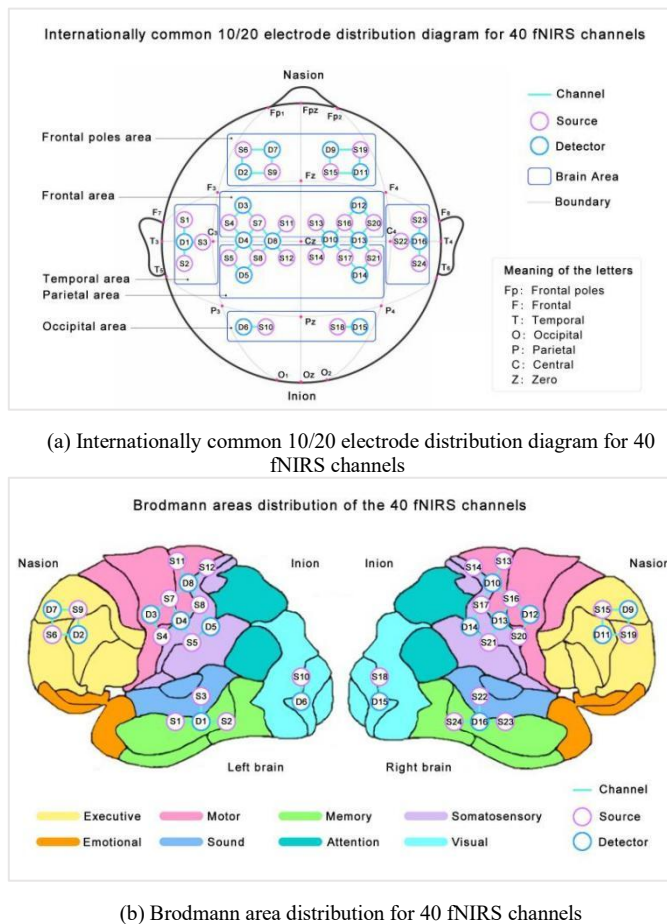 Internationally common 10/20 electrode distribution diagram for 40 fNIRS channels
Nasion
Fp1 Fpz Fp2
Channel
Source
Detector
Brain Area
Boundary
Frontal poles area
S6 D7 D9 S19
D2 S9 S15 D11
Fz
Frontal area
F3 F4
F7 F8
D3 D12
S1 S4 S7 S11 S13 S16 S20 S23
C3 C4
T3 D1 S3 D4 D8 Cz D10 D13 S22 D16 T4
S2 S5 S8 S12 S14 S17 S21 S24
T5 D5 D14 T6
Temporal area
Parietal area
P3 Pz P4
Occipital area
D6 S10 S18 D15
O1 Oz O2
Inion
Meaning of the letters
Fp: Frontal poles
F: Frontal
T: Temporal
O: Occipital
P: Parietal
C: Central
Z: Zero
(a) Internationally common 10/20 electrode distribution diagram for 40
fNIRS channels
Brodmann areas distribution of the 40 fNIRS channels
Nasion Inion Inion Nasion
S11 S12 S14 S13
D8 D10
D7 S9 S7 S8 S17 S16 S15 D9
D3 D4 D5 D14 D13 D12
S6 D2 S4 S5 S21 S20 D11 S19
S10 S18
S3 D6 D15 S22
S1 D1 S2 S24 D16 S23
Left brain Right brain
Channel
Source
Detector
Executive Motor Memory Somatosensory
Emotional Sound Attention Visual
(b) Brodmann area distribution for 40 fNIRS channels